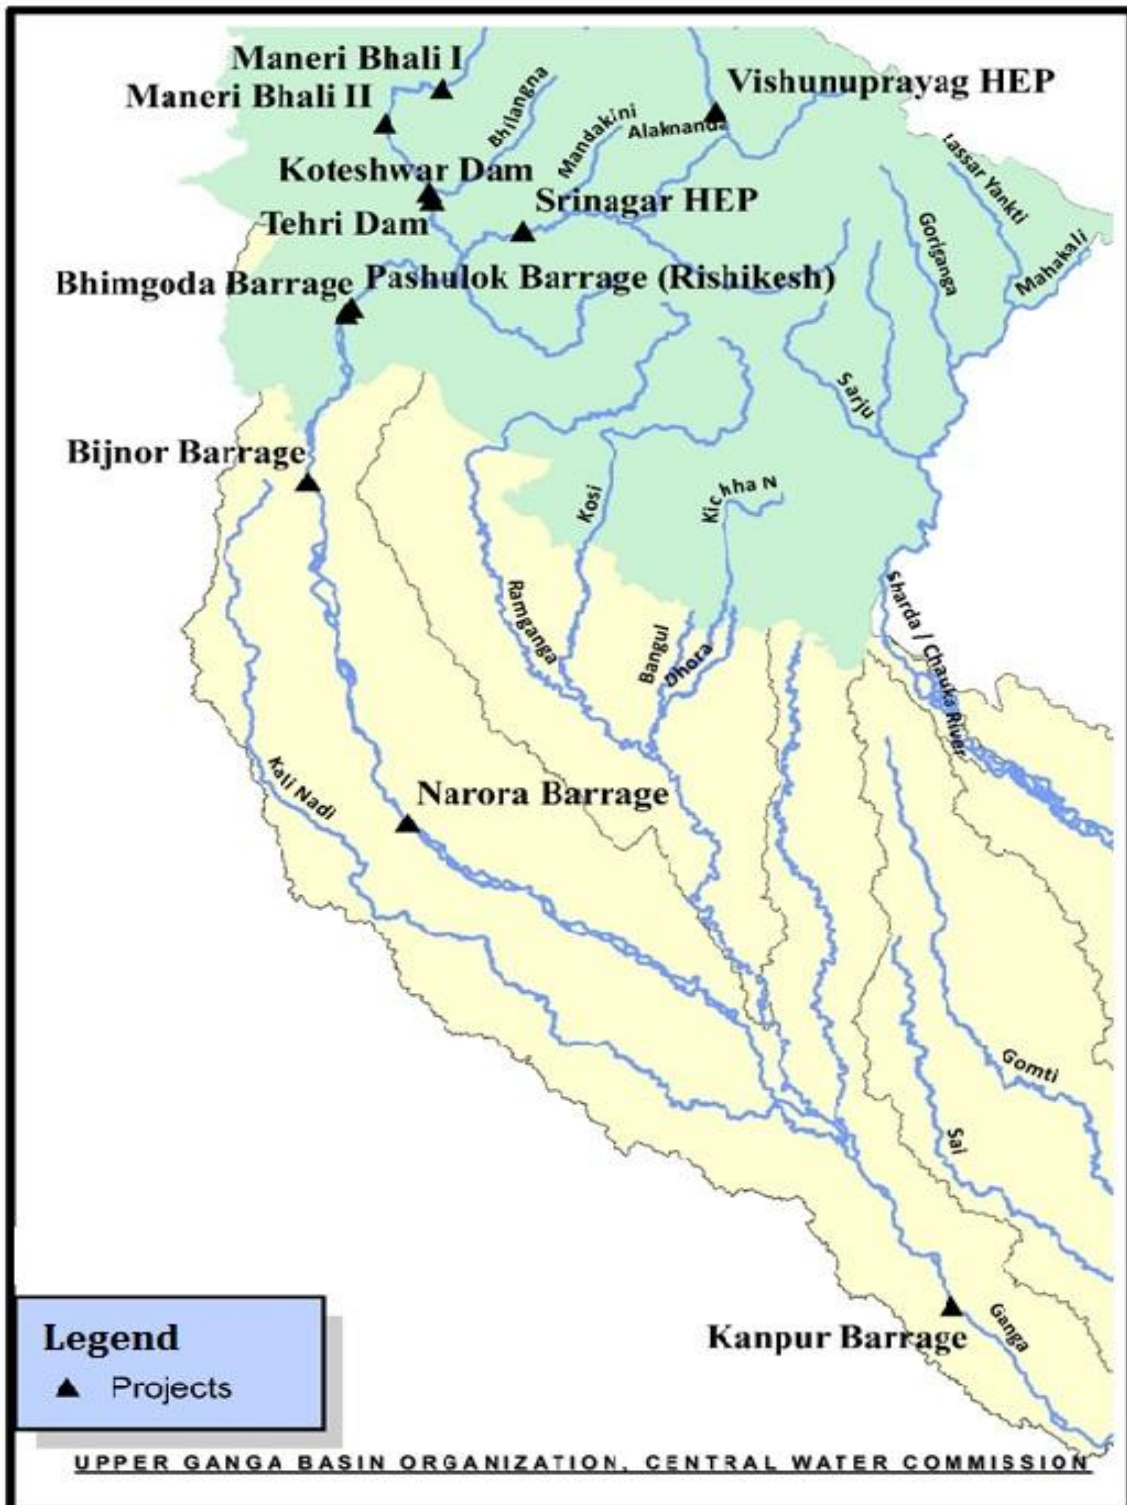 Maneri Bhali I
Vishunuprayag HEP
Maneri Bhali II
Bhilangna
Mandakini
Alaknanda
Lassar Yankti
Koteshwar Dam
Srinagar HEP
Tehri Dam
Goriganga
Mahakali
Bhimgoda Barrage
Pashulok Barrage (Rishikesh)
Sarju
Bijnor Barrage
Kosi
Kichha N
Ramganga
Bangul
Dhora
Sharda / Chauka River
Kali Nadi
Narora Barrage
Gomti
Sai
Ganga
Kanpur Barrage
Legend
Projects
UPPER GANGA BASIN ORGANIZATION, CENTRAL WATER COMMISSION